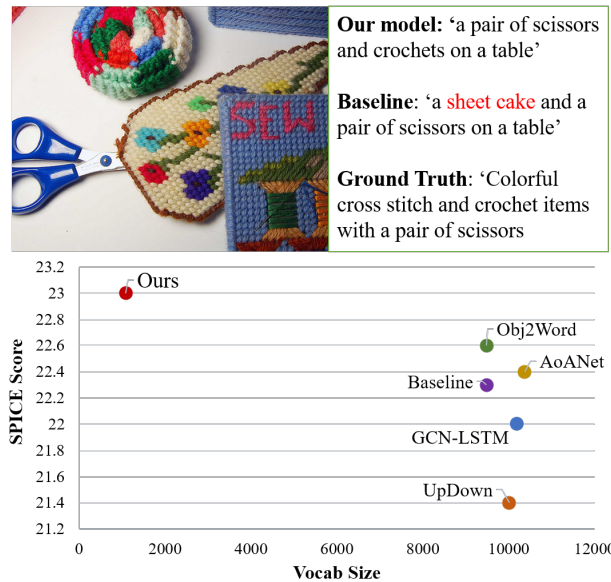 SEW
Our model: ‘a pair of scissors
and crochets on a table’
Baseline: ‘a sheet cake and a
pair of scissors on a table’
Ground Truth: ‘Colorful
cross stitch and crochet items
with a pair of scissors
23.2
23
22.8
22.6
22.4
22.2
22
21.8
21.6
21.4
21.2
SPICE Score
Ours
Obj2Word
AoANet
Baseline
GCN-LSTM
UpDown
0 2000 4000 6000 8000 10000 12000
Vocab Size